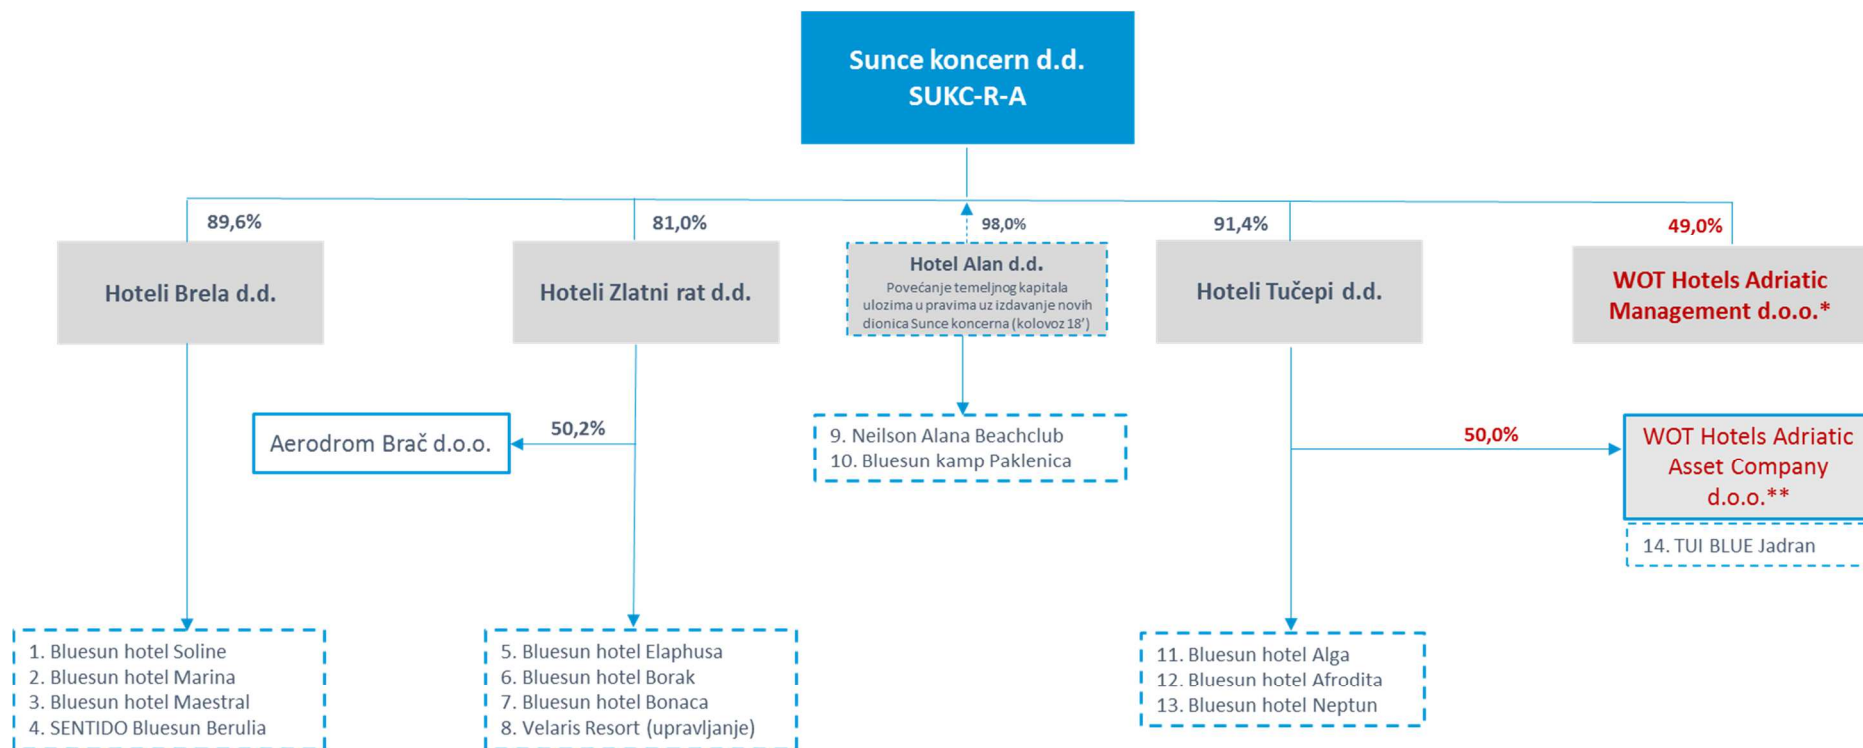 Sunce koncern d.d.
SUKC-R-A
89,6%
81,0%
98,0%
91,4%
49,0%
Hoteli Brela d.d.
Hoteli Zlatni rat d.d.
Hotel Alan d.d.
Povećanje temeljnog kapitala
ulozima u pravima uz izdavanje novih
dionica Sunce koncerna (kolovoz 18’)
Hoteli Tučepi d.d.
WOT Hotels Adriatic
Management d.o.o.*
Aerodrom Brač d.o.o.
50,2%
9. Neilson Alana Beachclub
10. Bluesun kamp Paklenica
50,0%
WOT Hotels Adriatic
Asset Company
d.o.o.**
14. TUI BLUE Jadran
1. Bluesun hotel Soline
2. Bluesun hotel Marina
3. Bluesun hotel Maestral
4. SENTIDO Bluesun Berulia
5. Bluesun hotel Elaphusa
6. Bluesun hotel Borak
7. Bluesun hotel Bonaca
8. Velaris Resort (upravljanje)
11. Bluesun hotel Alga
12. Bluesun hotel Afrodita
13. Bluesun hotel Neptun